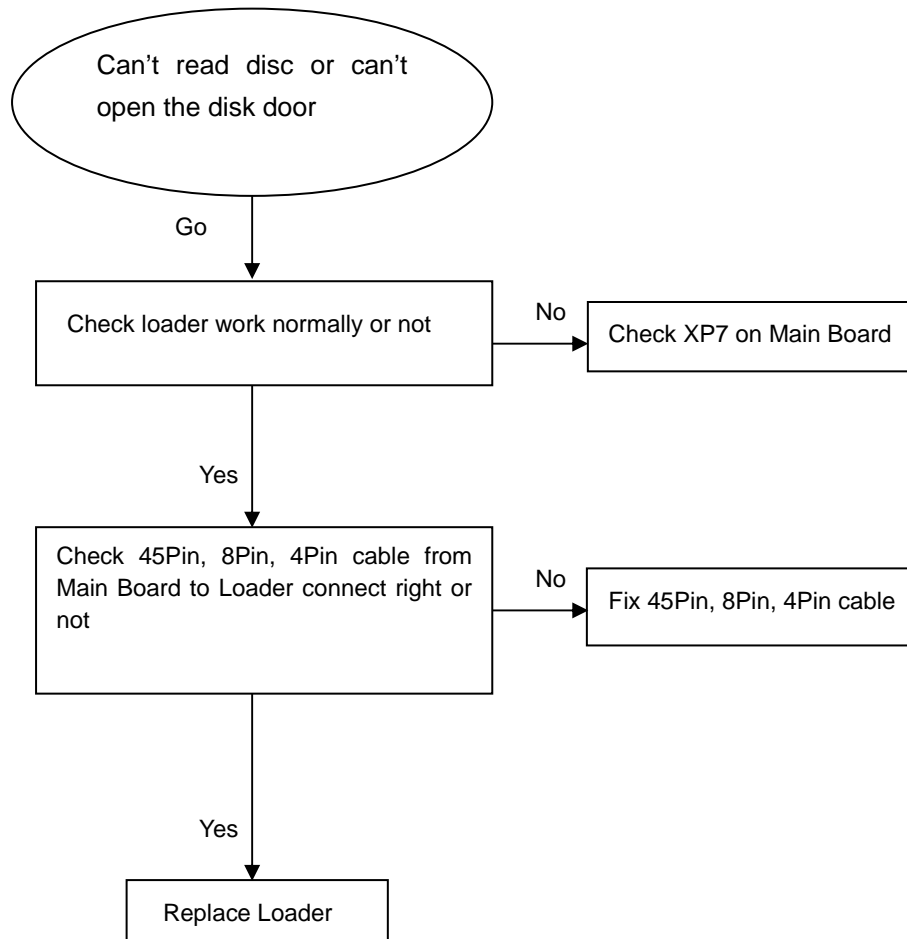 Can’t read disc or can’t
open the disk door
Go
Check loader work normally or not
No
Check XP7 on Main Board
Yes
Check 45Pin, 8Pin, 4Pin cable from
Main Board to Loader connect right or
not
No
Fix 45Pin, 8Pin, 4Pin cable
Yes
Replace Loader